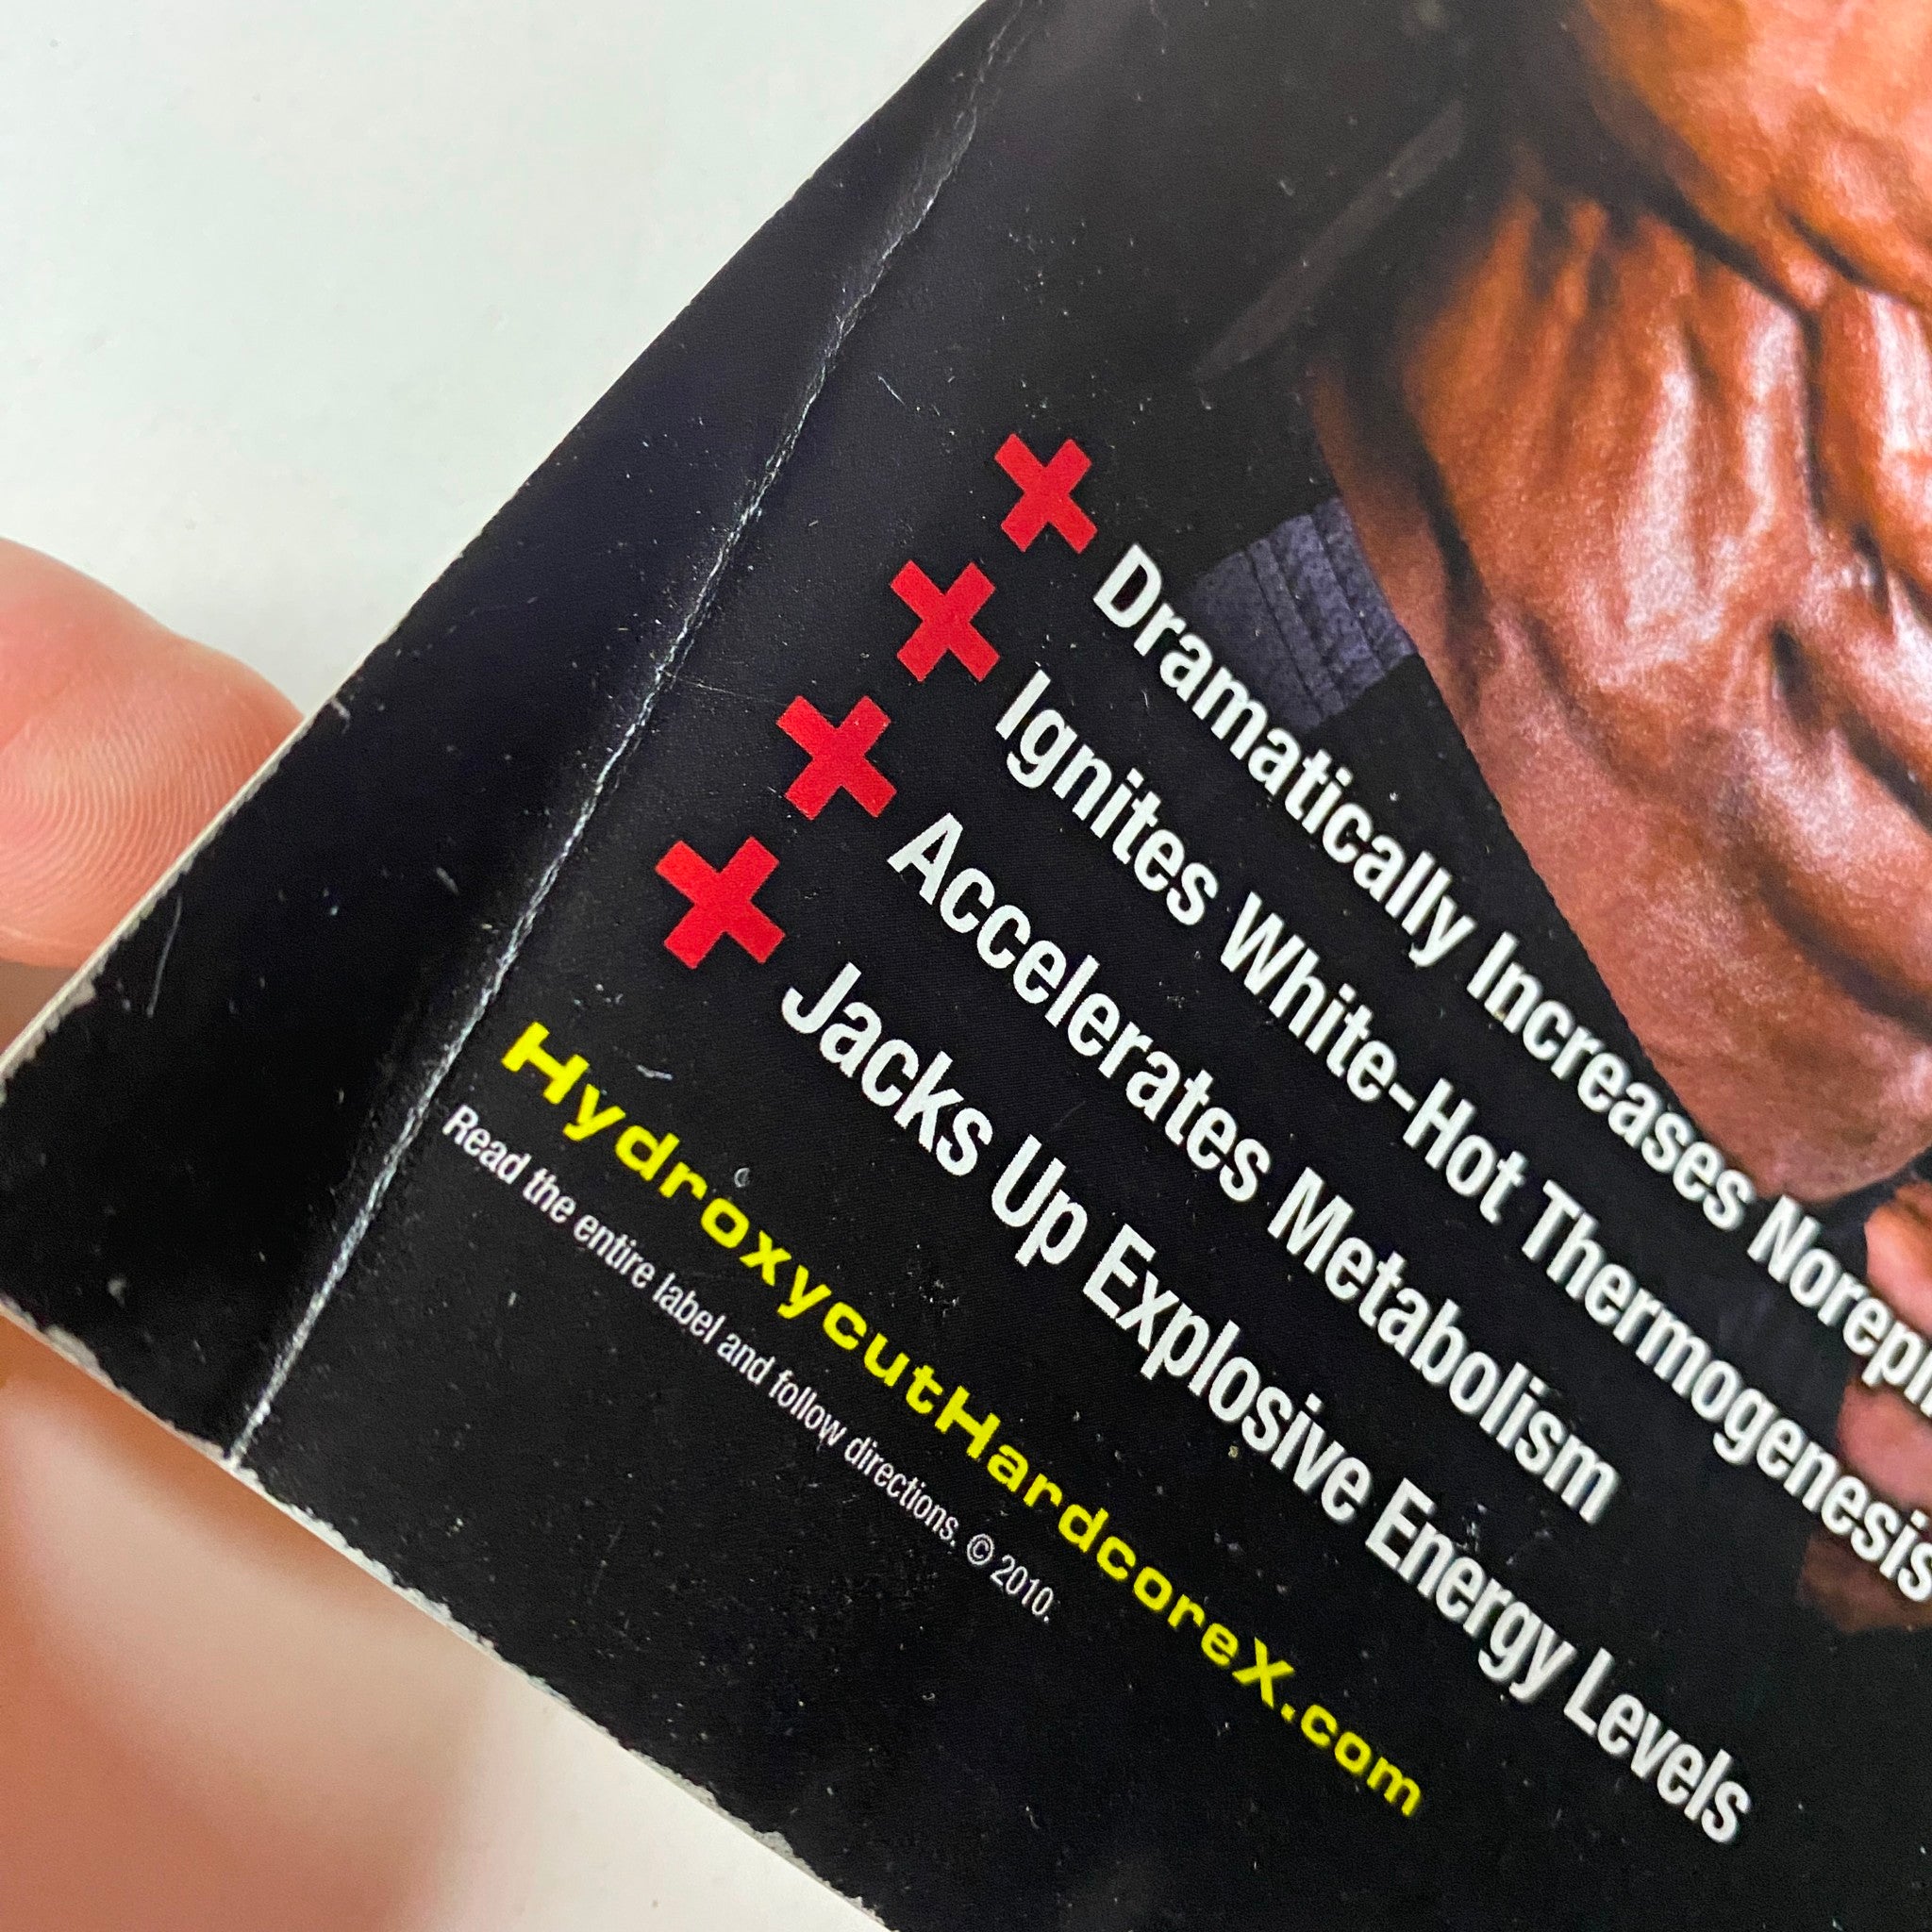 Dramatically Increases
Ignites White-Hot Thermogenesis
Accelerates Metabolism
Jacks Up Explosive Energy Levels
HydroxycutHardcoreX.com
Read the entire label and follow directions. © 2010.